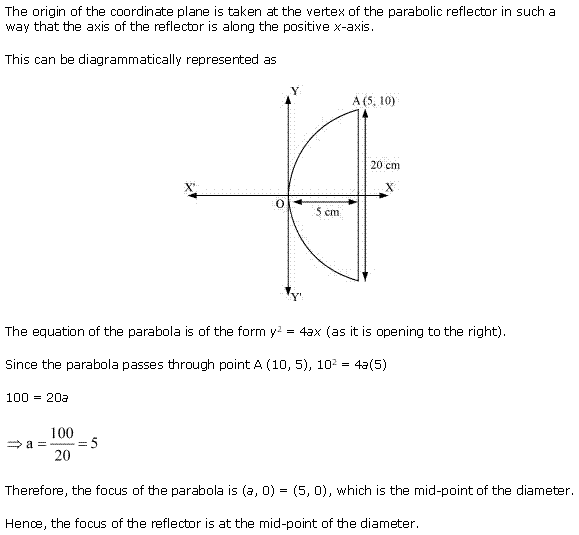 The origin of the coordinate plane is taken at the vertex of the parabolic reflector in such a
way that the axis of the reflector is along the positive x-axis.
This can be diagrammatically represented as
Y
A (5, 10)
20 cm
X'
X
O
5 cm
Y'
The equation of the parabola is of the form y² = 4ax (as it is opening to the right).
Since the parabola passes through point A (10, 5), 10² = 4a(5)
100 = 20a
⇒ a = 100/20 = 5
Therefore, the focus of the parabola is (a, 0) = (5, 0), which is the mid-point of the diameter.
Hence, the focus of the reflector is at the mid-point of the diameter.